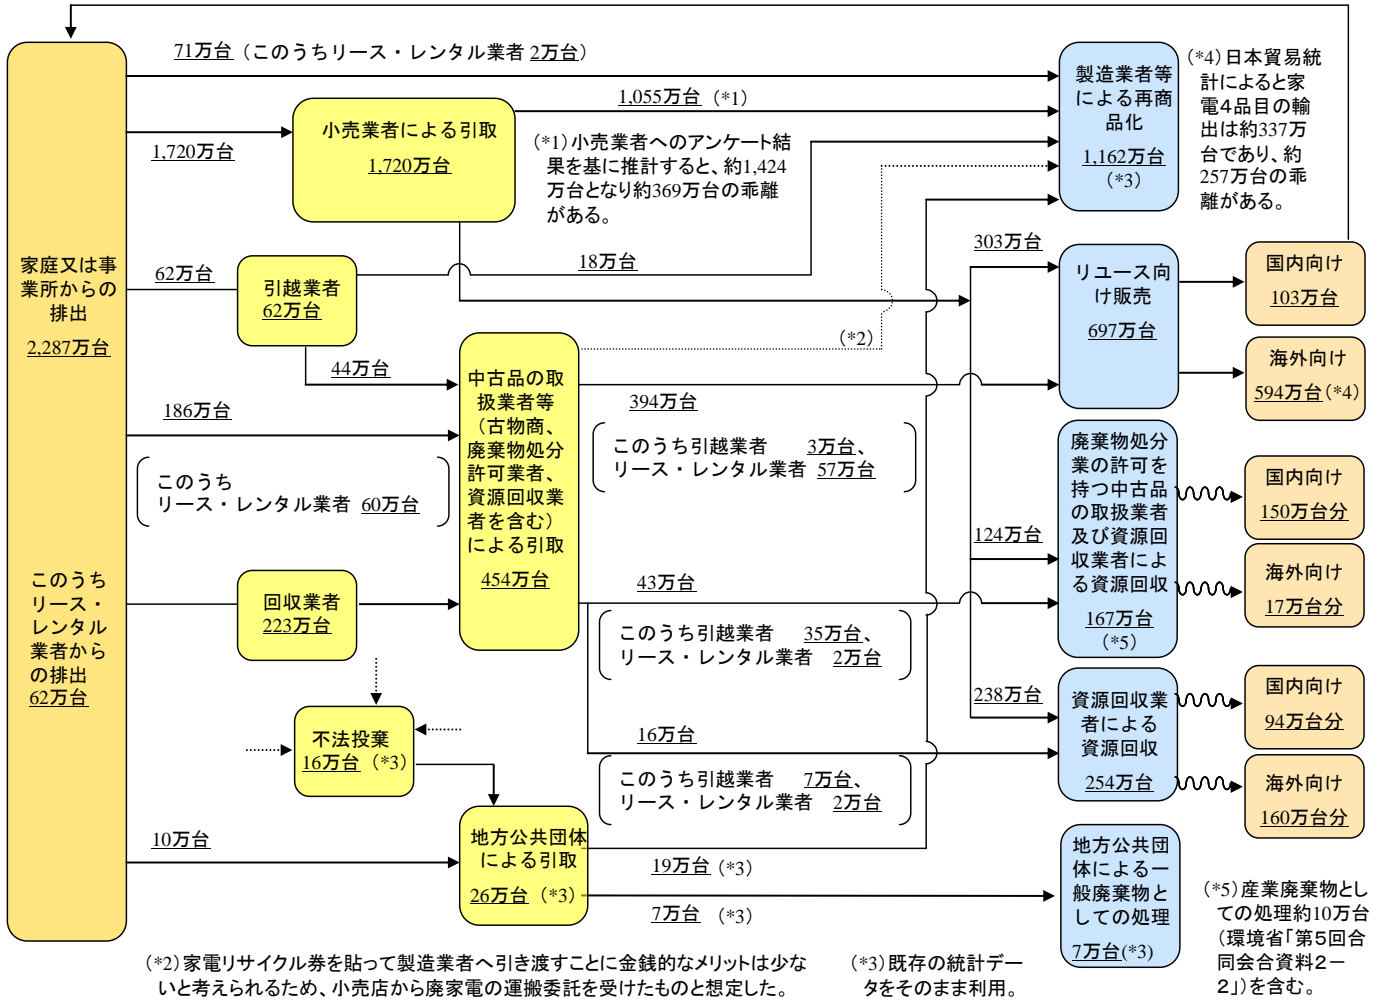 71万台（このうちリース・レンタル業者 2万台）
家庭又は事
業所からの
排出
2,287万台
このうち
リース・
レンタル
業者から
の排出
62万台
1,720万台
小売業者による引取
1,720万台
1,055万台（*1）
（*1）小売業者へのアンケート結
果を基に推計すると、約1,424
万台となり約369万台の乖離
がある。
製造業者等
による再商
品化
1,162万台
（*3）
（*4）日本貿易統
計によると家
電４品目の輸
出は約337万
台であり、約
257万台の乖
離がある。
62万台
引越業者
62万台
18万台
44万台
303万台
リユース向
け販売
697万台
国内向け
103万台
海外向け
594万台（*4）
（*2）
186万台
このうち
リース・レンタル業者 60万台
中古品の取
扱業者等
（古物商、
廃棄物処分
許可業者、
資源回収業
者を含む）
による引取
454万台
394万台
このうち引越業者 3万台、
リース・レンタル業者 57万台
124万台
廃棄物処分
業の許可を
持つ中古品
の取扱業者
及び資源回
収業者によ
る資源回収
167万台
（*5）
国内向け
150万台分
海外向け
17万台分
回収業者
223万台
43万台
このうち引越業者 35万台、
リース・レンタル業者 2万台
238万台
資源回収業
者による
資源回収
254万台
国内向け
94万台分
海外向け
160万台分
不法投棄
16万台（*3）
16万台
このうち引越業者 7万台、
リース・レンタル業者 2万台
10万台
地方公共団体
による引取
26万台（*3）
19万台（*3）
7万台（*3）
地方公共団
体による一
般廃棄物と
しての処理
7万台(*3)
（*5）産業廃棄物とし
ての処理約10万台
（環境省「第５回合
同会合資料２－
２」）を含む。
（*2）家電リサイクル券を貼って製造業者へ引き渡すことに金銭的なメリットは少な
いと考えられるため、小売店から廃家電の運搬委託を受けたものと想定した。
（*3）既存の統計デー
タをそのまま利用。